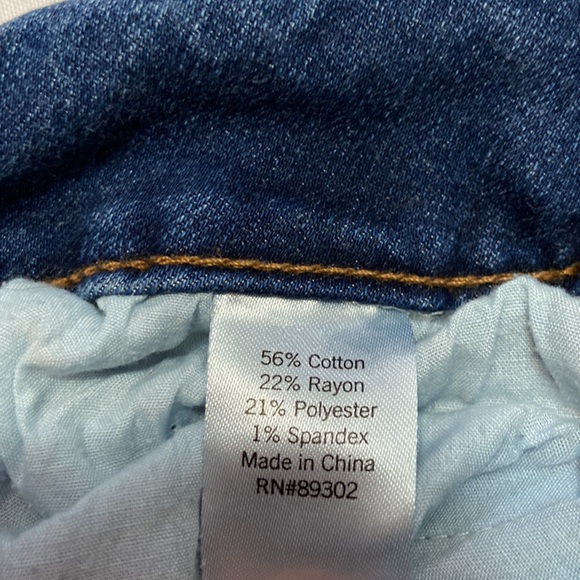 56% Cotton
22% Rayon
21% Polyester
1% Spandex
Made in China
RN#89302